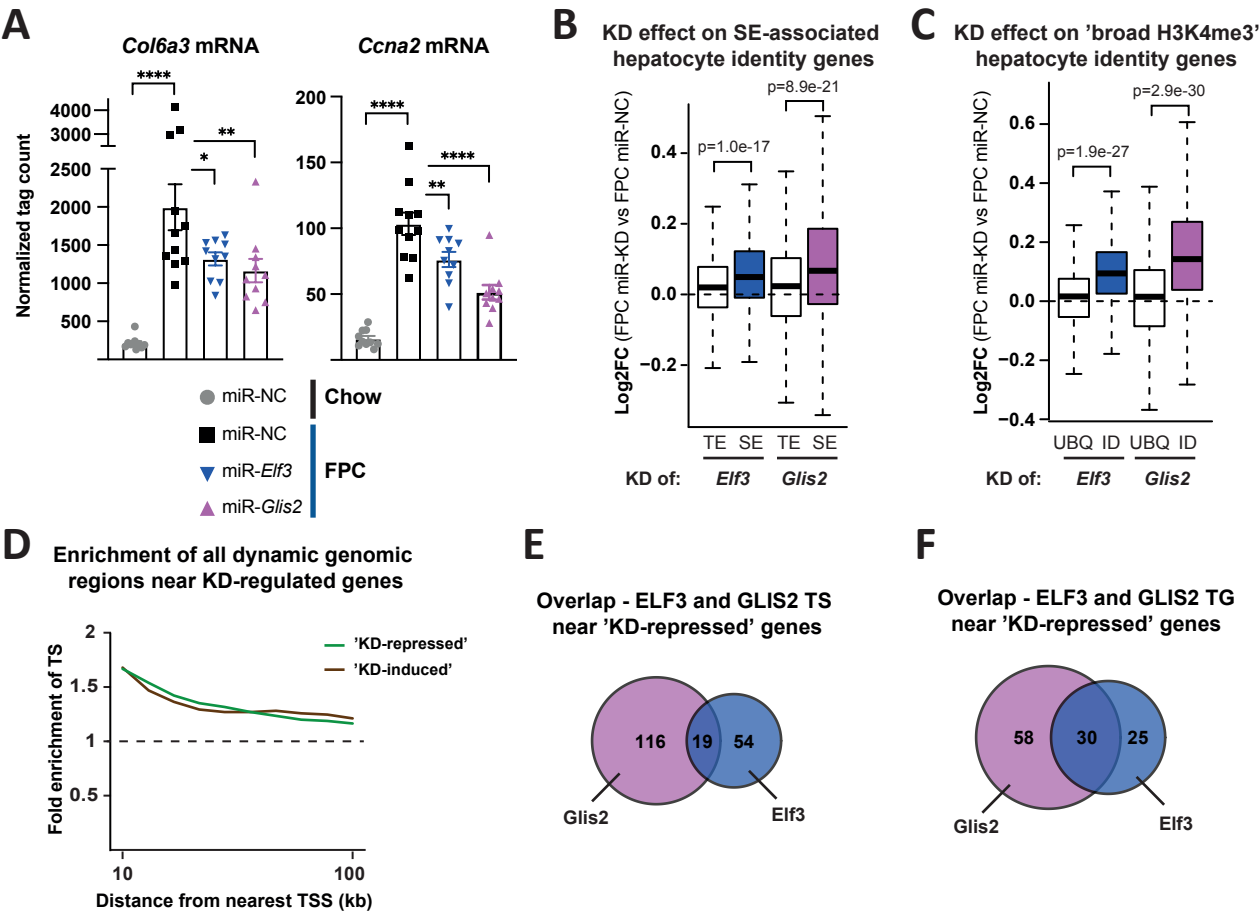 A
Col6a3 mRNA
Ccna2 mRNA
Normalized tag count
4000
3000
2500
2000
1500
1000
500
****
**
*
200
150
100
50
****
****
**
miR-NC
Chow
miR-NC
miR-Elf3
miR-Glis2
FPC
B
KD effect on SE-associated
hepatocyte identity genes
Log2FC (FPC miR-KD vs FPC miR-NC)
0.4
0.2
0.0
−0.2
p=1.0e-17
p=8.9e-21
TE SE TE SE
KD of: Elf3 Glis2
C
KD effect on ’broad H3K4me3’
hepatocyte identity genes
Log2FC (FPC miR-KD vs FPC miR-NC)
0.6
0.4
0.2
0.0
−0.2
−0.4
p=1.9e-27
p=2.9e-30
UBQ ID UBQ ID
KD of: Elf3 Glis2
D
Enrichment of all dynamic genomic
regions near KD-regulated genes
Fold enrichment of TS
2
1.5
1
0.5
’KD-repressed’
’KD-induced’
10 100
Distance from nearest TSS (kb)
E
Overlap - ELF3 and GLIS2 TS
near ’KD-repressed’ genes
116 19 54
Glis2 Elf3
F
Overlap - ELF3 and GLIS2 TG
near ’KD-repressed’ genes
58 30 25
Glis2 Elf3